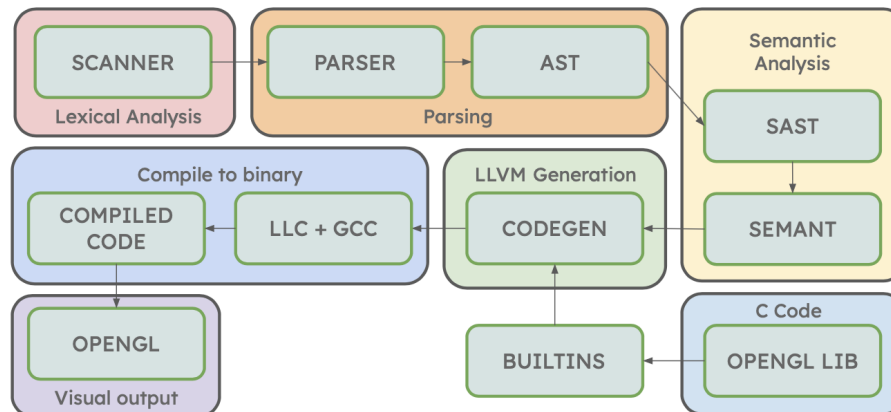 SCANNER
Lexical Analysis
PARSER
AST
Parsing
Semantic
Analysis
SAST
SEMANT
Compile to binary
COMPILED
CODE
LLC + GCC
LLVM Generation
CODEGEN
OPENGL
Visual output
BUILTINS
C Code
OPENGL LIB